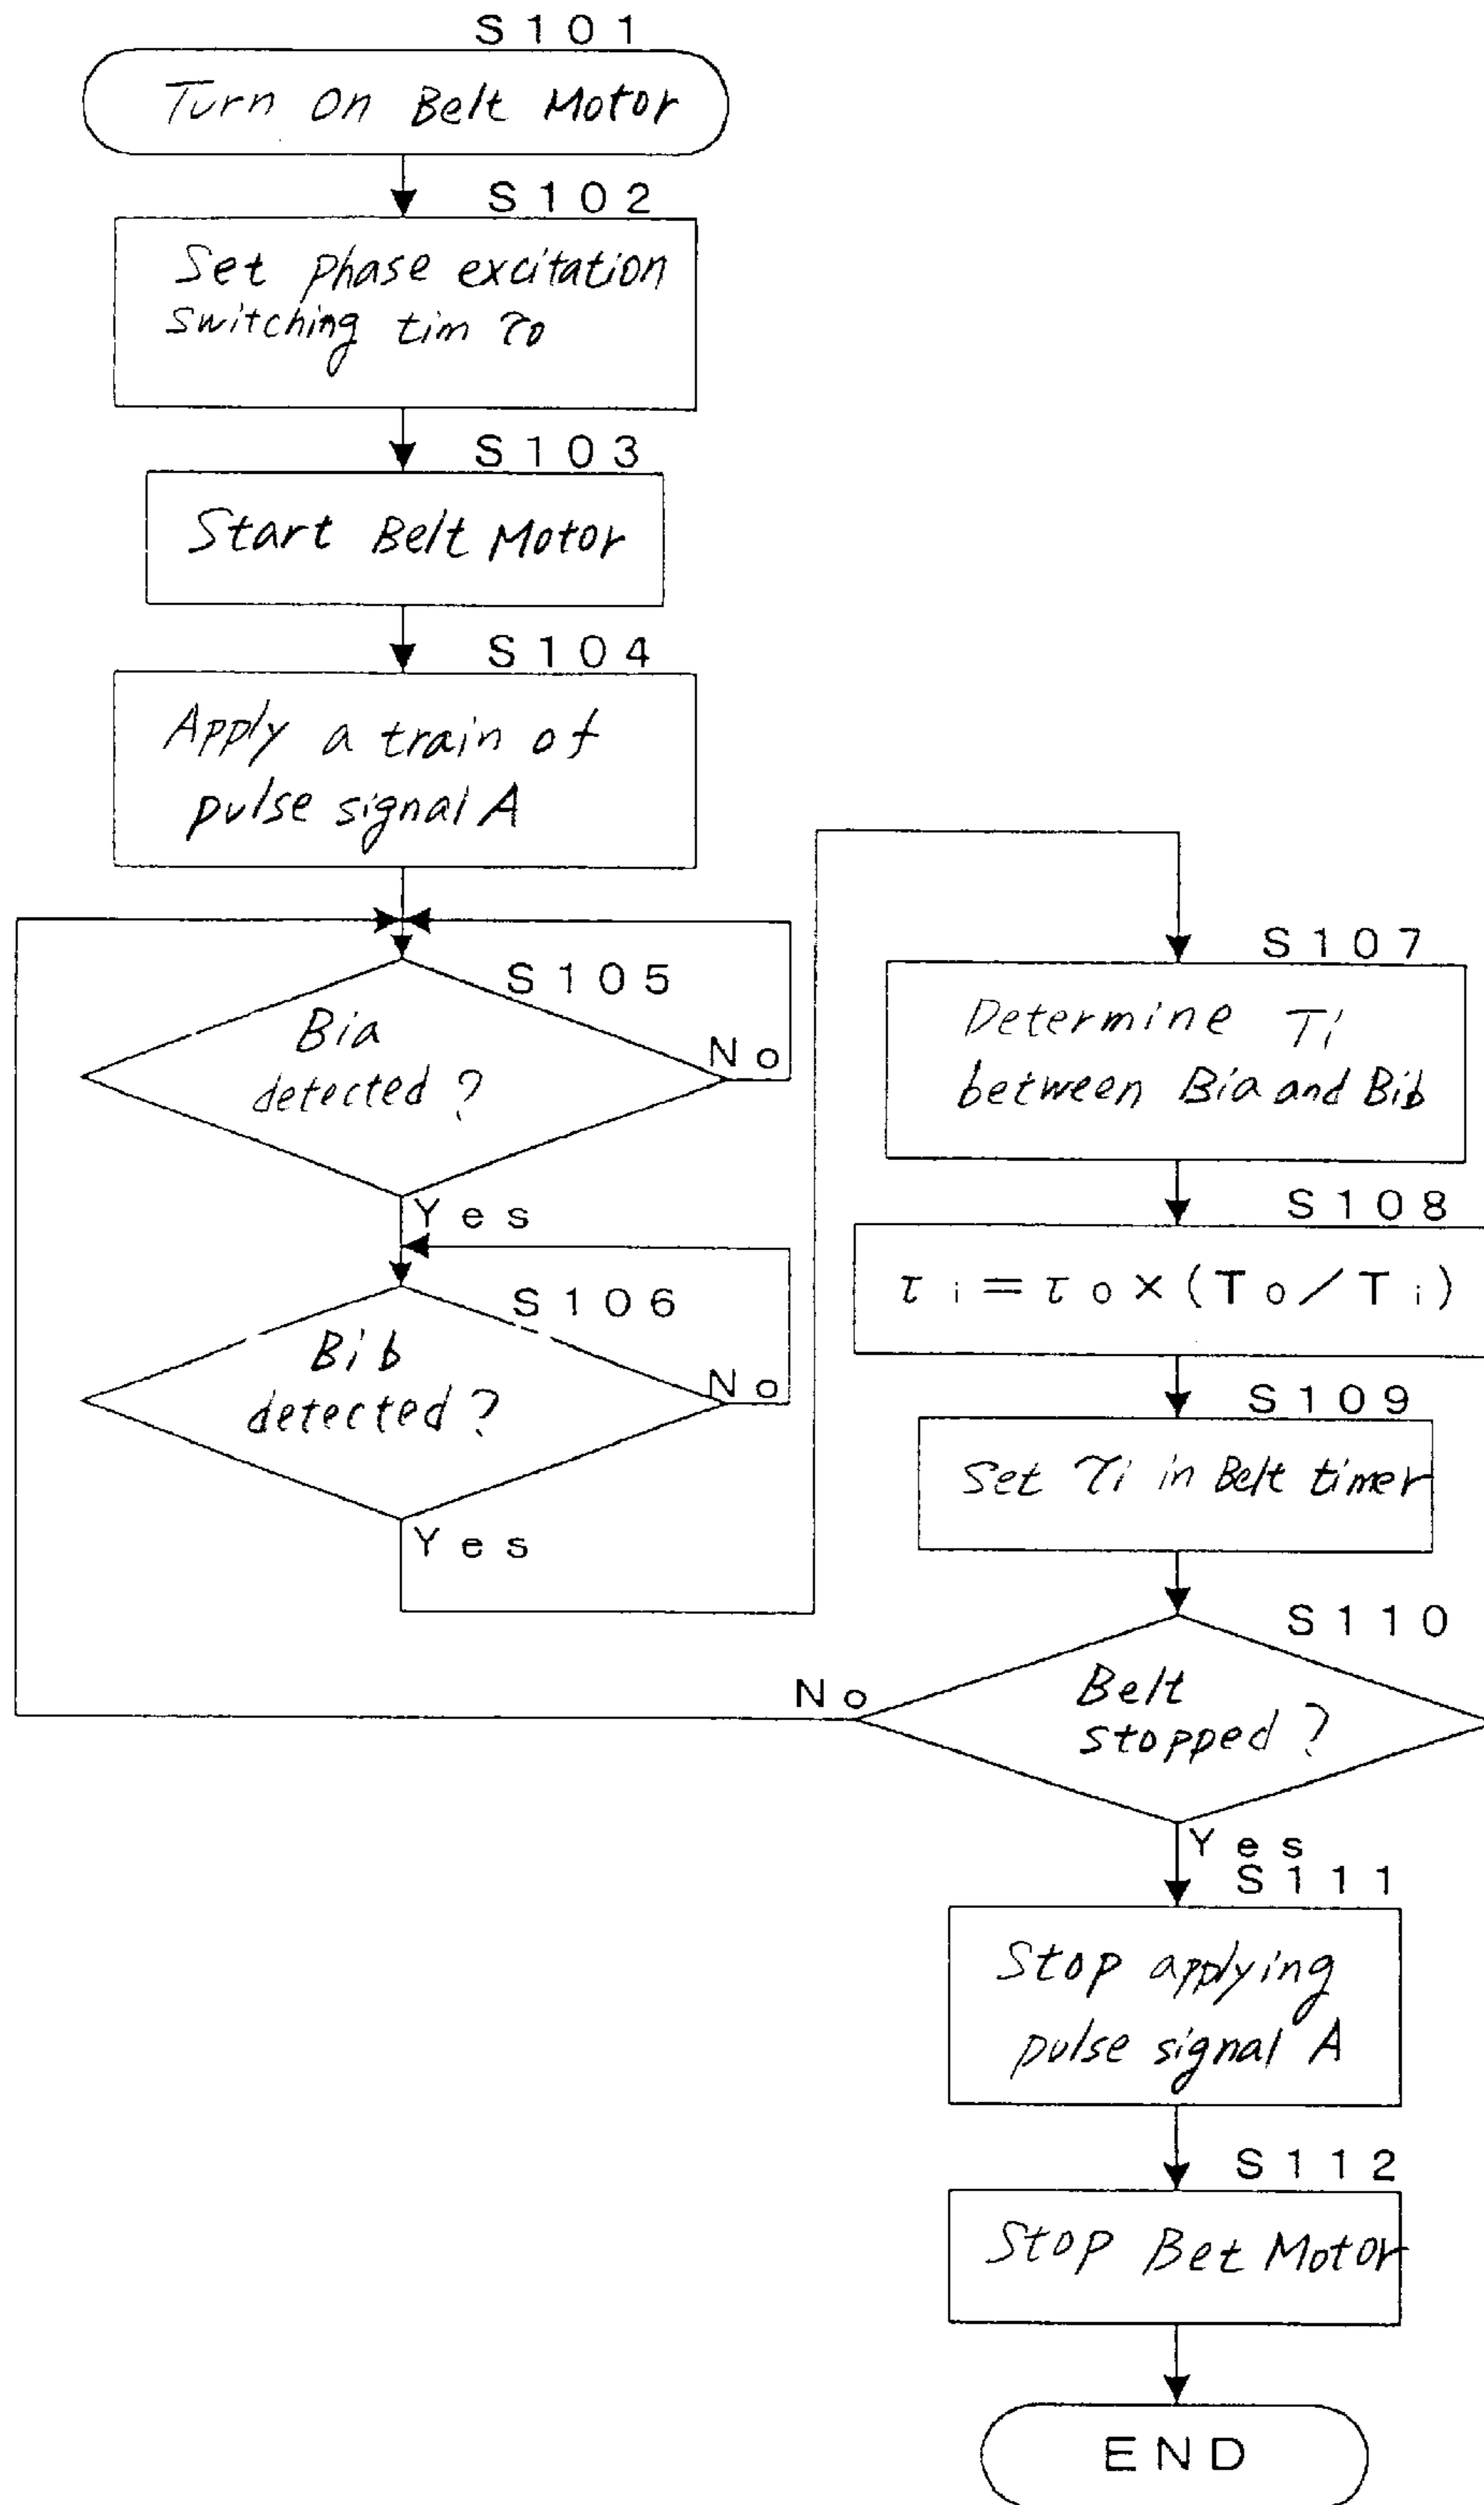 S101
Turn On Belt Motor
S102
Set phase excitation
switching tim τo
S103
Start Belt Motor
S104
Apply a train of
pulse signal A
S105
Bia
detected?
No
Yes
S106
Bib
detected?
No
Yes
S107
Determine Ti
between Bia and Bib
S108
τi=τo×(To/Ti)
S109
Set τi in Belt timer
S110
Belt
stopped?
No
Yes
S111
Stop applying
pulse signal A
S112
Stop Bet Motor
END